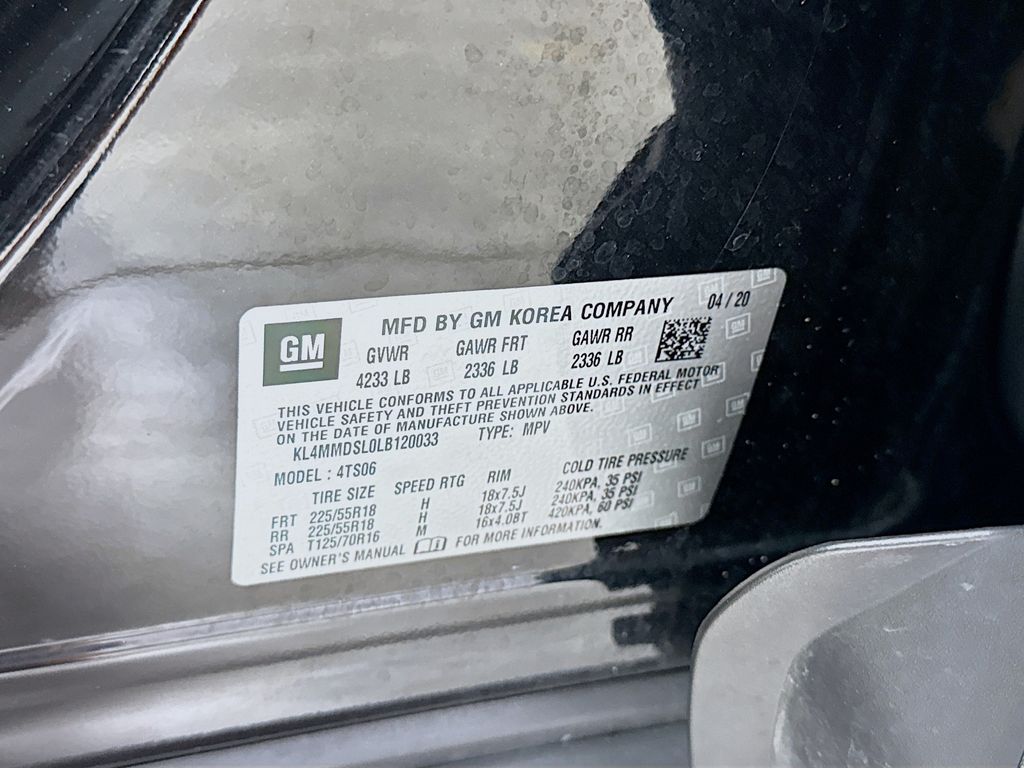 GM
MFD BY GM KOREA COMPANY 04 / 20
GVWR GAWR FRT GAWR RR
4233 LB 2336 LB 2336 LB
THIS VEHICLE CONFORMS TO ALL APPLICABLE U.S. FEDERAL MOTOR
VEHICLE SAFETY AND THEFT PREVENTION STANDARDS IN EFFECT
ON THE DATE OF MANUFACTURE SHOWN ABOVE.
KL4MMDSL0LB120033 TYPE: MPV
MODEL : 4TS06
TIRE SIZE SPEED RTG RIM COLD TIRE PRESSURE
FRT 225/55R18 H 18x7.5J 240KPA, 35 PSI
RR 225/55R18 H 18x7.5J 240KPA, 35 PSI
SPA T125/70R16 M 16x4.0BT 420KPA, 60 PSI
SEE OWNER'S MANUAL FOR MORE INFORMATION.